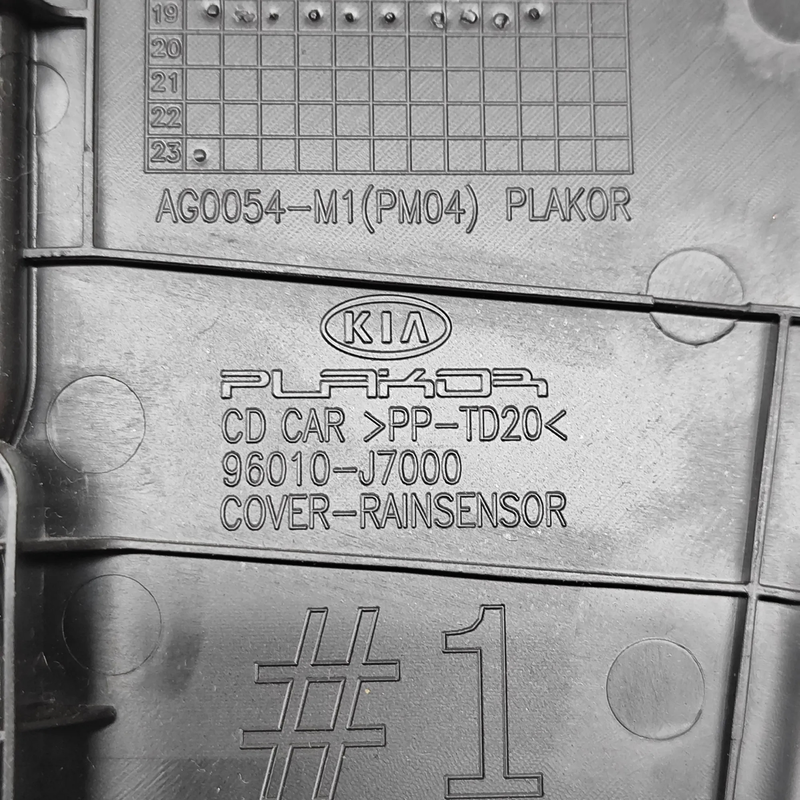 19
20
21
22
23
AG0054-M1(PM04) PLAKOR
KIA
PLAKOR
CD CAR >PP-TD20<
96010-J7000
COVER-RAINSENSOR
#1